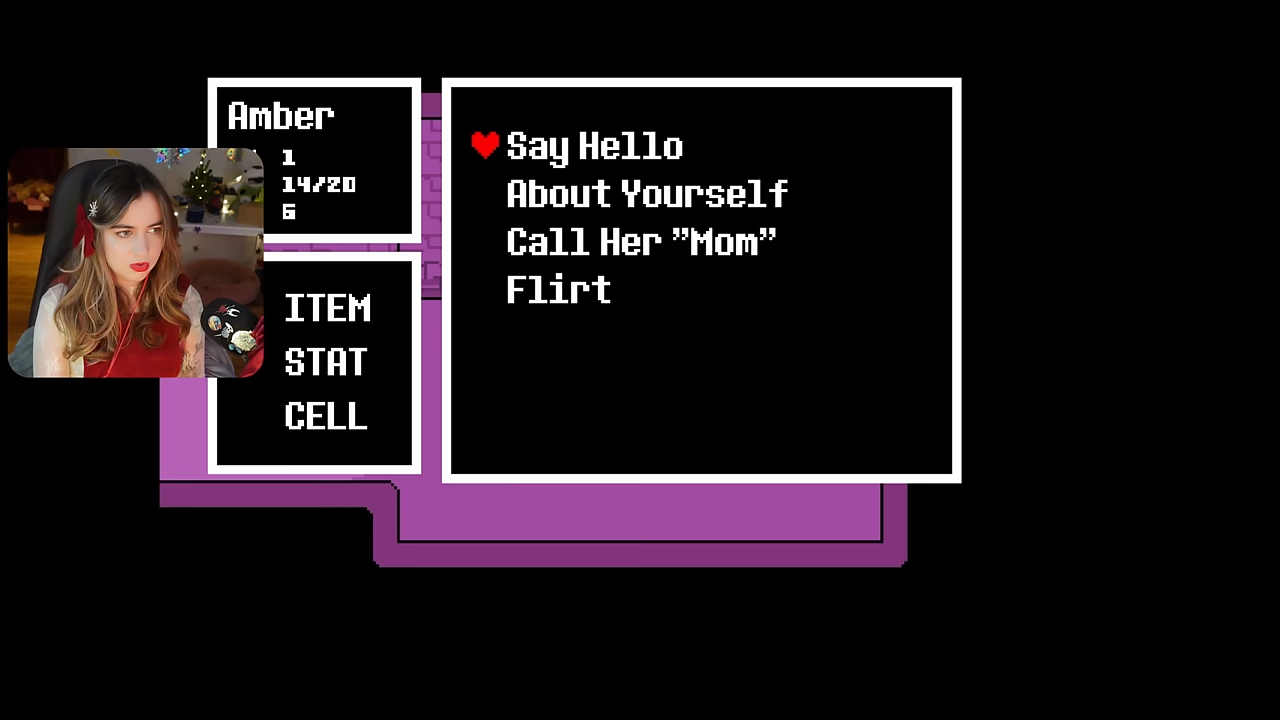 Amber
1
14/20
6
ITEM
STAT
CELL
Say Hello
About Yourself
Call Her "Mom"
Flirt